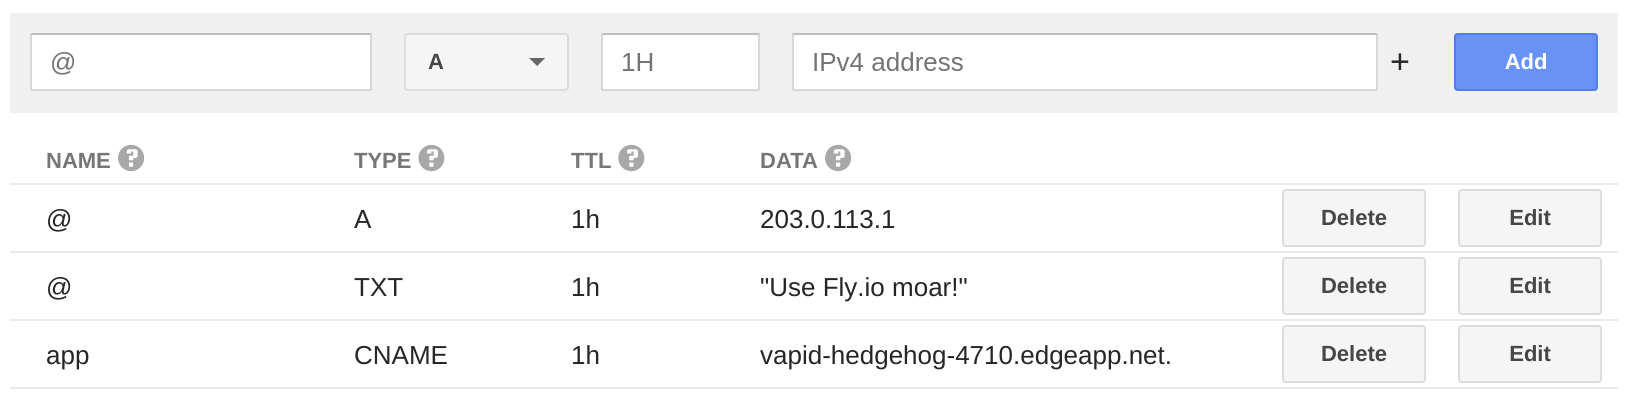 @ A 1H IPv4 address + Add
NAME ? TYPE ? TTL ? DATA ?
@ A 1h 203.0.113.1 Delete Edit
@ TXT 1h "Use Fly.io moar!" Delete Edit
app CNAME 1h vapid-hedgehog-4710.edgeapp.net. Delete Edit